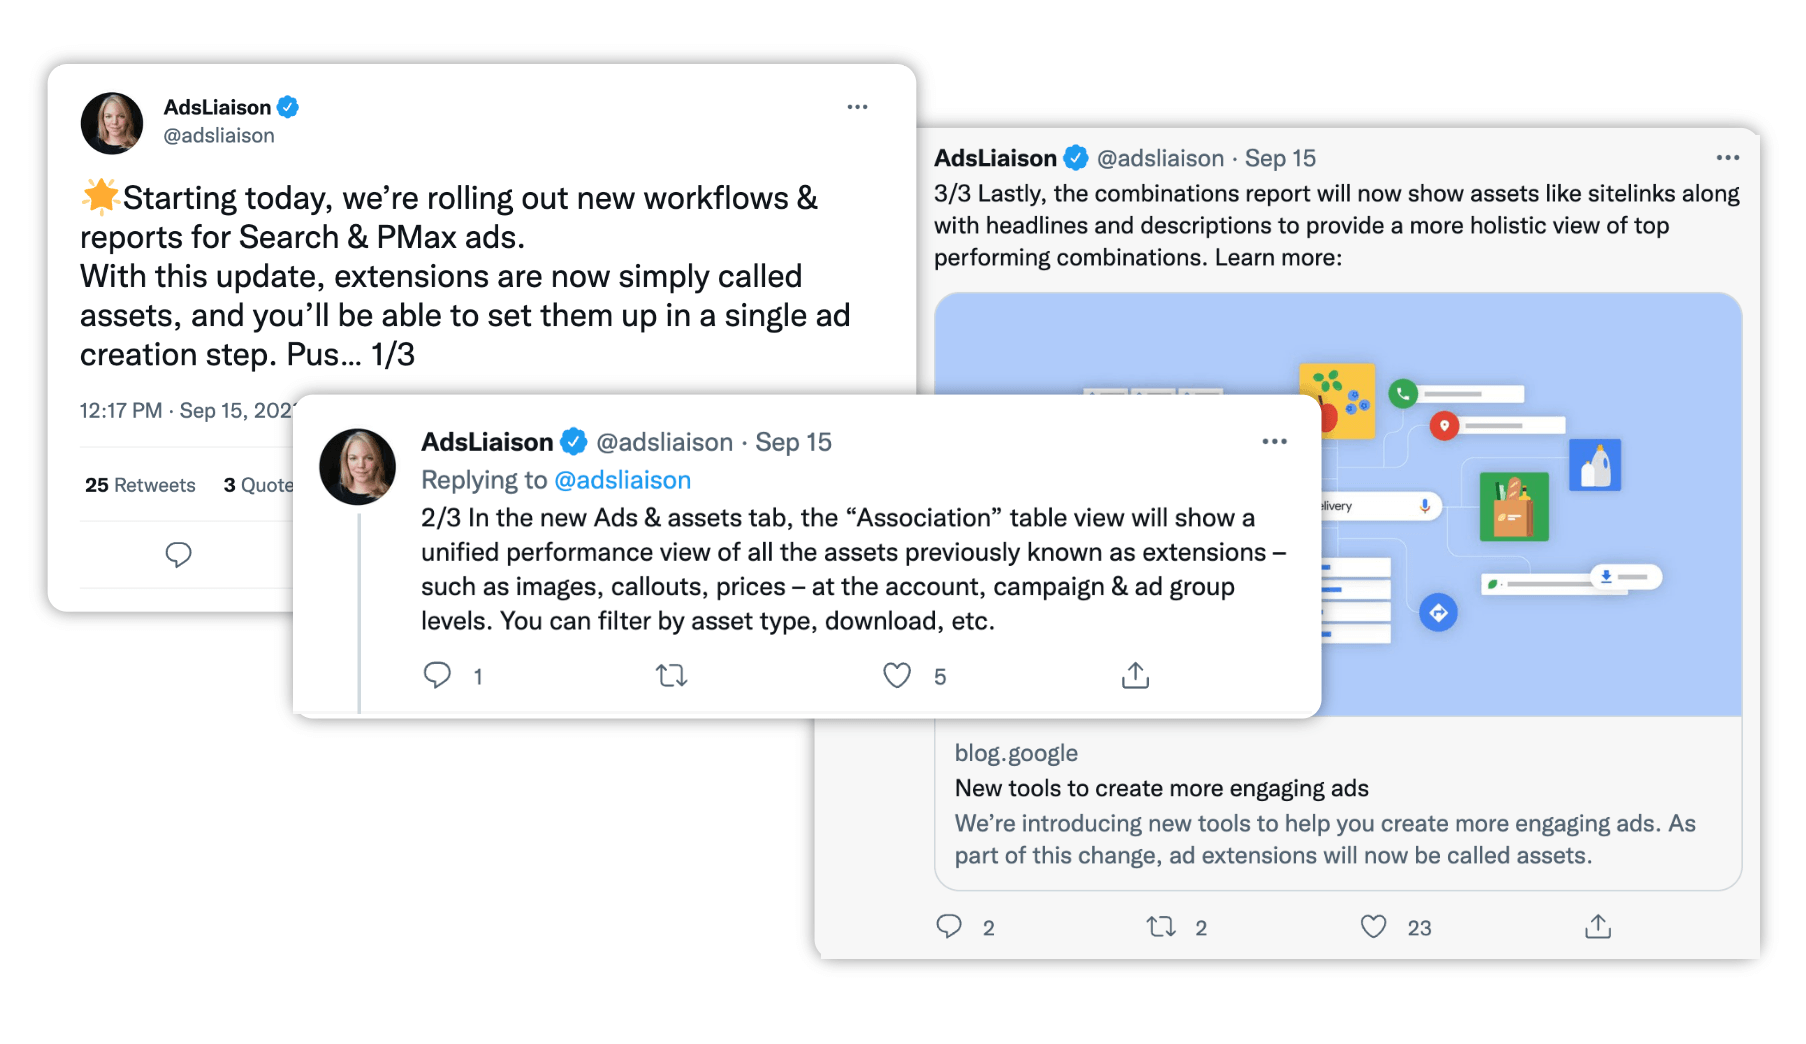 AdsLiaison
@adsliaison
Starting today, we’re rolling out new workflows &
reports for Search & PMax ads.
With this update, extensions are now simply called
assets, and you’ll be able to set them up in a single ad
creation step. Pus... 1/3
12:17 PM · Sep 15, 202
25 Retweets 3 Quote
AdsLiaison @adsliaison · Sep 15
Replying to @adsliaison
2/3 In the new Ads & assets tab, the “Association” table view will show a
unified performance view of all the assets previously known as extensions –
such as images, callouts, prices – at the account, campaign & ad group
levels. You can filter by asset type, download, etc.
1 5
AdsLiaison @adsliaison · Sep 15
3/3 Lastly, the combinations report will now show assets like sitelinks along
with headlines and descriptions to provide a more holistic view of top
performing combinations. Learn more:
livery
blog.google
New tools to create more engaging ads
We’re introducing new tools to help you create more engaging ads. As
part of this change, ad extensions will now be called assets.
2 2 23